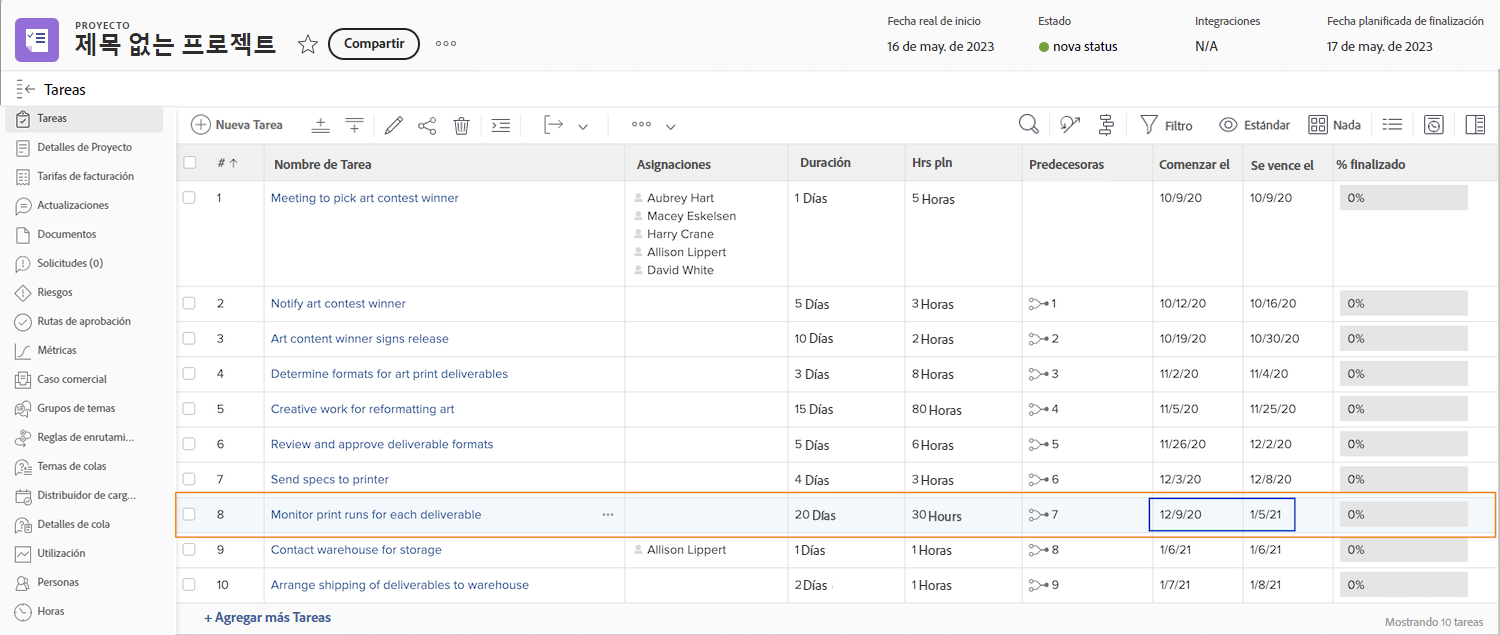 PROYECTO
제목 없는 프로젝트
Compartir
Fecha real de inicio
16 de may. de 2023
Estado
nova status
Integraciones
N/A
Fecha planificada de finalización
17 de may. de 2023
Tareas
Tareas
Detalles de Proyecto
Tarifas de facturación
Actualizaciones
Documentos
Solicitudes (0)
Riesgos
Rutas de aprobación
Métricas
Caso comercial
Grupos de temas
Reglas de enrutami...
Temas de colas
Distribuidor de carg...
Detalles de cola
Utilización
Personas
Horas
Nueva Tarea
Filtro
Estándar
Nada
# Nombre de Tarea Asignaciones Duración Hrs pln Predecesoras Comenzar el Se vence el % finalizado
1 Meeting to pick art contest winner Aubrey Hart 1 Días 5 Horas 10/9/20 10/9/20 0%
Macey Eskelsen
Harry Crane
Allison Lippert
David White
2 Notify art contest winner 5 Días 3 Horas 1 10/12/20 10/16/20 0%
3 Art content winner signs release 10 Días 2 Horas 2 10/19/20 10/30/20 0%
4 Determine formats for art print deliverables 3 Días 8 Horas 3 11/2/20 11/4/20 0%
5 Creative work for reformatting art 15 Días 80 Horas 4 11/5/20 11/25/20 0%
6 Review and approve deliverable formats 5 Días 6 Horas 5 11/26/20 12/2/20 0%
7 Send specs to printer 4 Días 3 Horas 6 12/3/20 12/8/20 0%
8 Monitor print runs for each deliverable 20 Días 30 Hours 7 12/9/20 1/5/21 0%
9 Contact warehouse for storage Allison Lippert 1 Días 1 Horas 8 1/6/21 1/6/21 0%
10 Arrange shipping of deliverables to warehouse 2 Días 1 Horas 9 1/7/21 1/8/21 0%
+ Agregar más Tareas
Mostrando 10 tareas